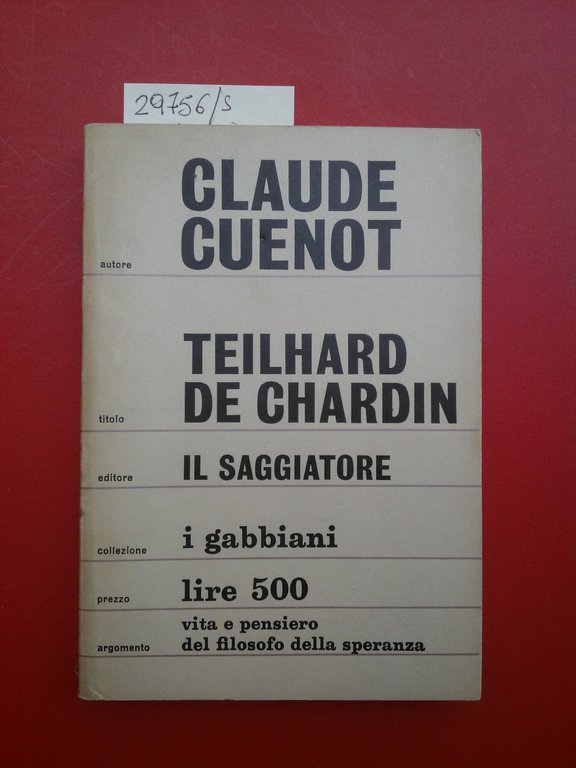 29756/s
CLAUDE
CUENOT
autore
TEILHARD
DE CHARDIN
titolo
editore IL SAGGIATORE
collezione i gabbiani
prezzo lire 500
vita e pensiero
argomento del filosofo della speranza